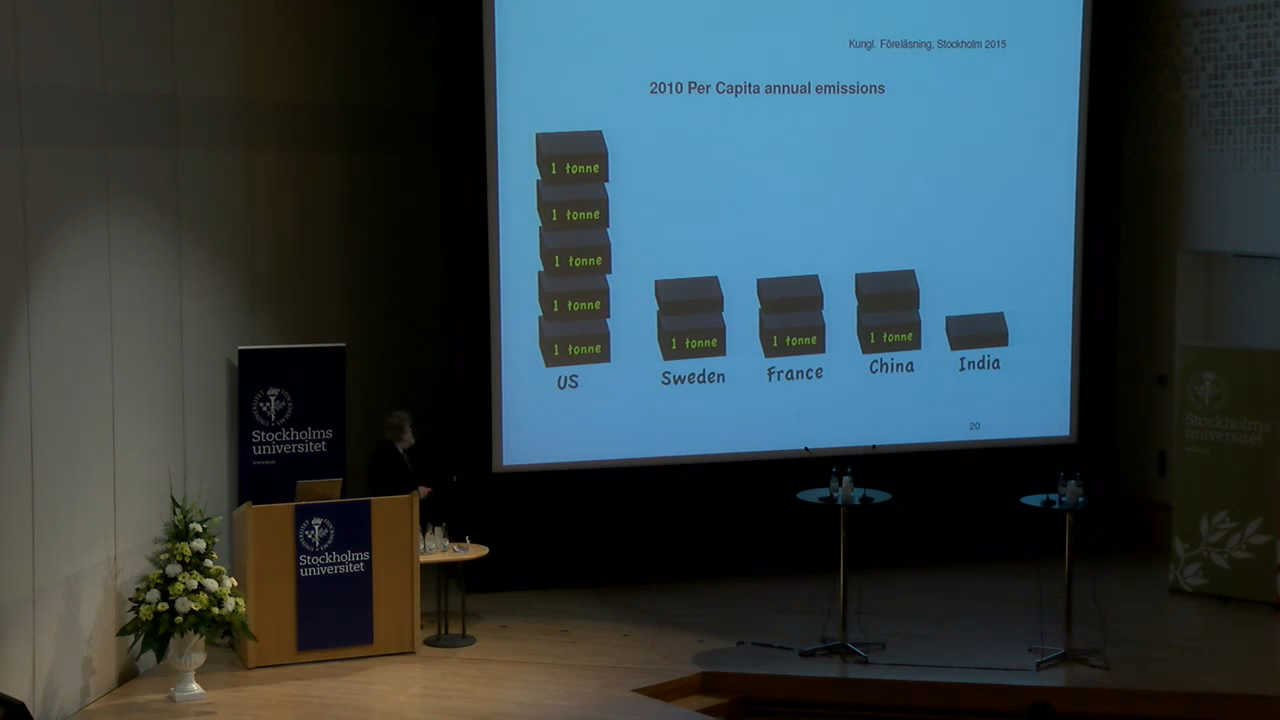 Kungl. Föreläsning, Stockholm 2015
2010 Per Capita annual emissions
1 tonne
1 tonne
1 tonne
1 tonne
1 tonne
1 tonne
1 tonne
1 tonne
US
Sweden
France
China
India
20
Stockholms
universitet
Stockholms
universitet
Stockholms
universitet